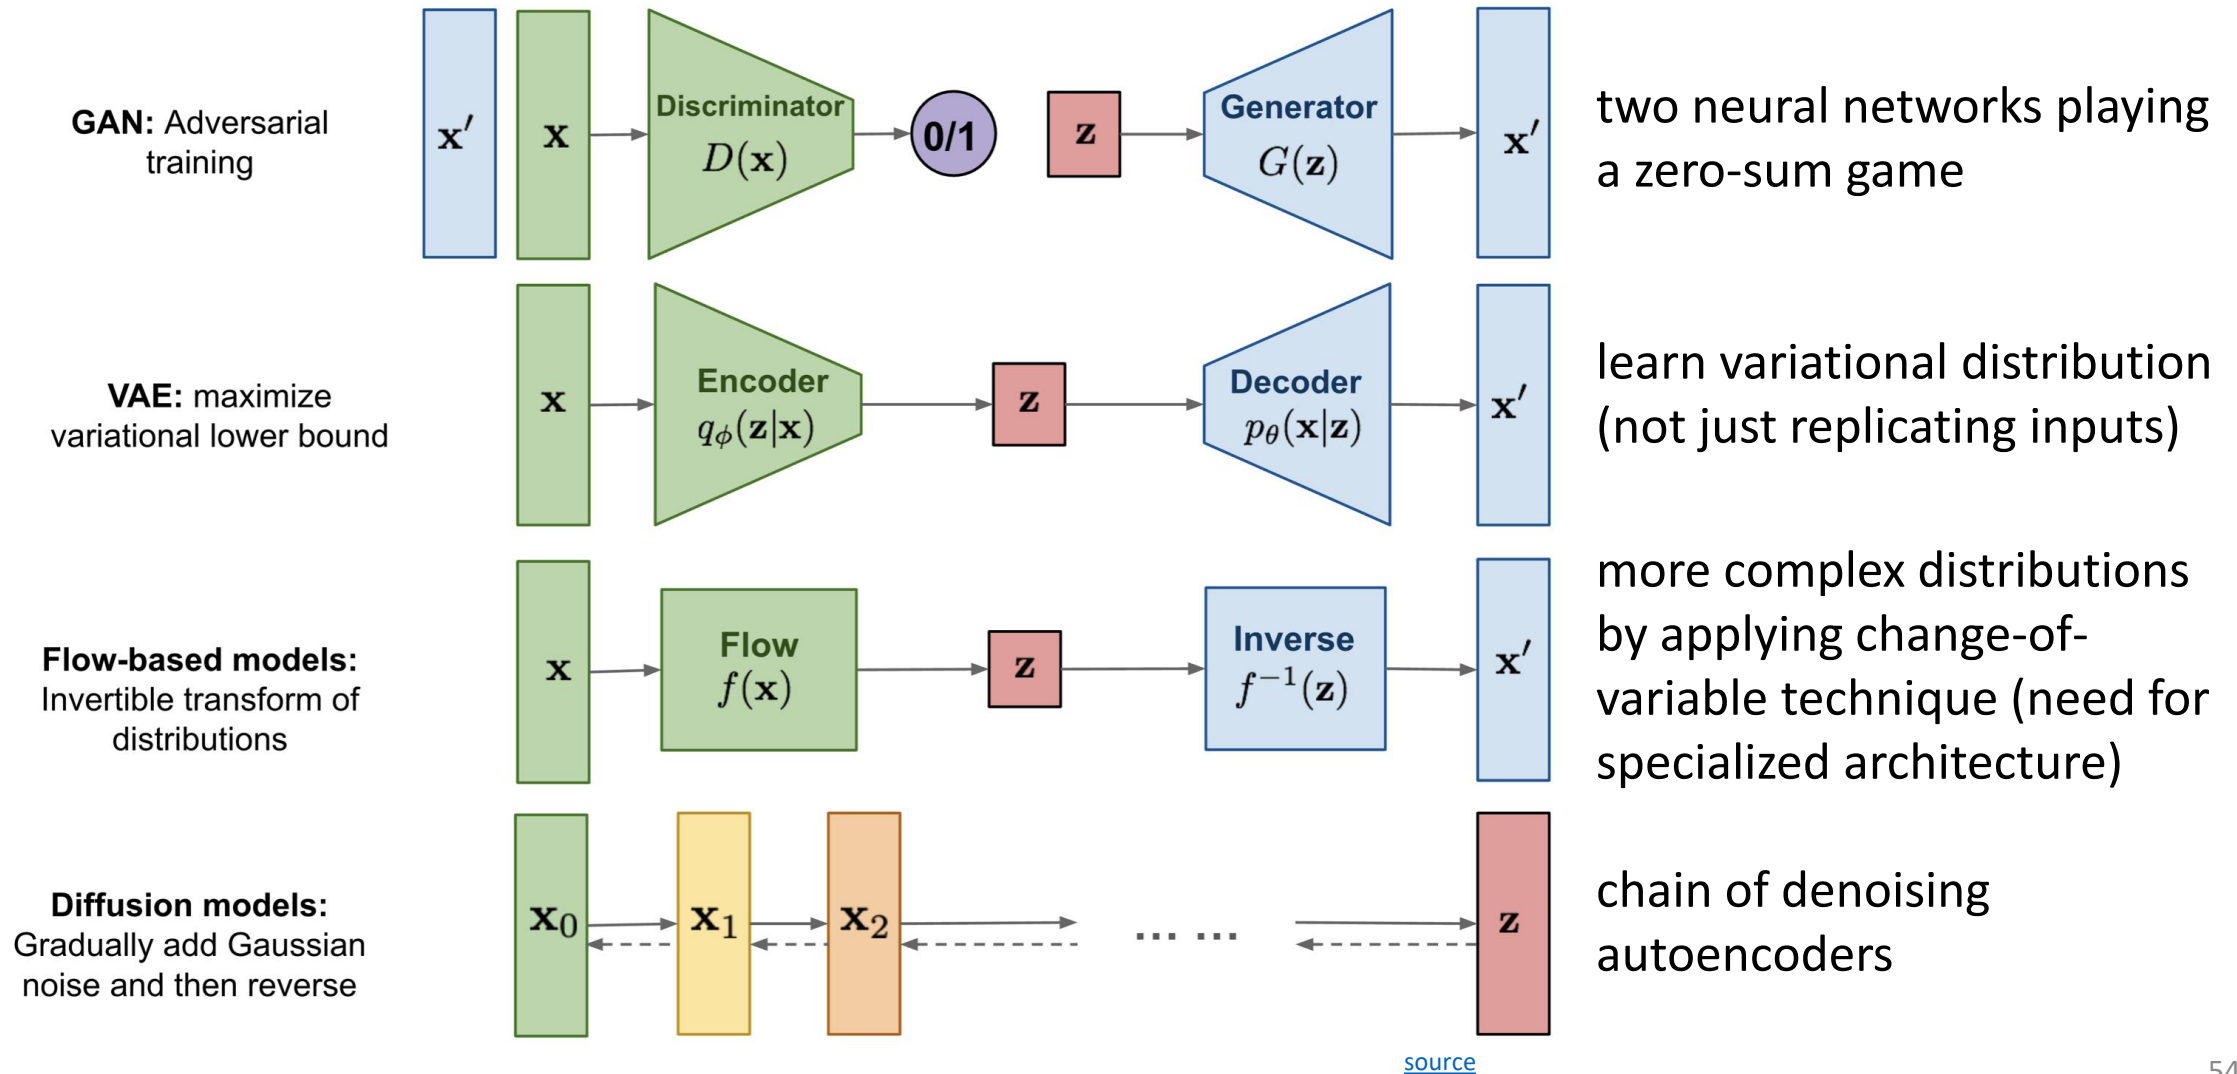 GAN: Adversarial
training
x′
x
Discriminator
D(x)
0/1
z
Generator
G(z)
x′
two neural networks playing
a zero-sum game
VAE: maximize
variational lower bound
x
Encoder
qϕ(z|x)
z
Decoder
pθ(x|z)
x′
learn variational distribution
(not just replicating inputs)
Flow-based models:
Invertible transform of
distributions
x
Flow
f(x)
z
Inverse
f⁻¹(z)
x′
more complex distributions
by applying change-of-
variable technique (need for
specialized architecture)
Diffusion models:
Gradually add Gaussian
noise and then reverse
x₀
x₁
x₂
... ...
z
chain of denoising
autoencoders
source
54